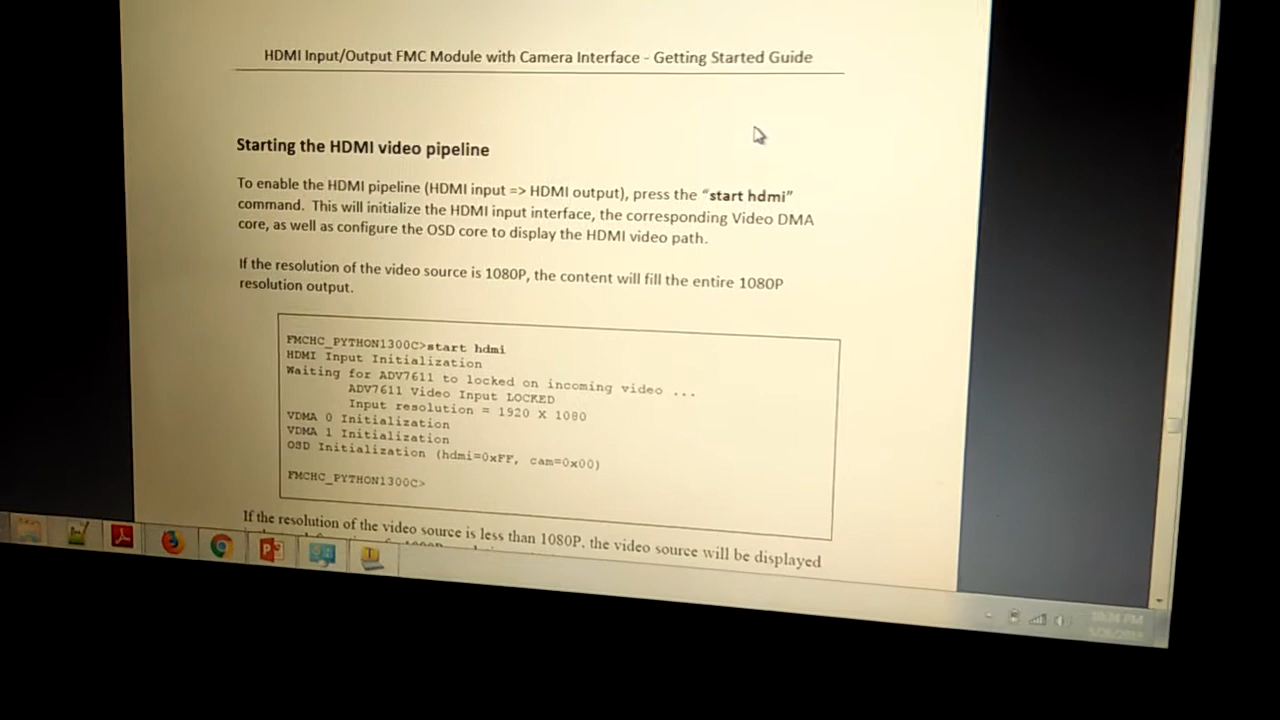 HDMI Input/Output FMC Module with Camera Interface - Getting Started Guide
Starting the HDMI video pipeline
To enable the HDMI pipeline (HDMI input => HDMI output), press the “start hdmi”
command. This will initialize the HDMI input interface, the corresponding Video DMA
core, as well as configure the OSD core to display the HDMI video path.
If the resolution of the video source is 1080P, the content will fill the entire 1080P
resolution output.
FMCHC_PYTHON1300C>start hdmi
HDMI Input Initialization
Waiting for ADV7611 to locked on incoming video ...
ADV7611 Video Input LOCKED
Input resolution = 1920 X 1080
VDMA 0 Initialization
VDMA 1 Initialization
OSD Initialization (hdmi=0xFF, cam=0x00)
FMCHC_PYTHON1300C>
If the resolution of the video source is less than 1080P, the video source will be displayed